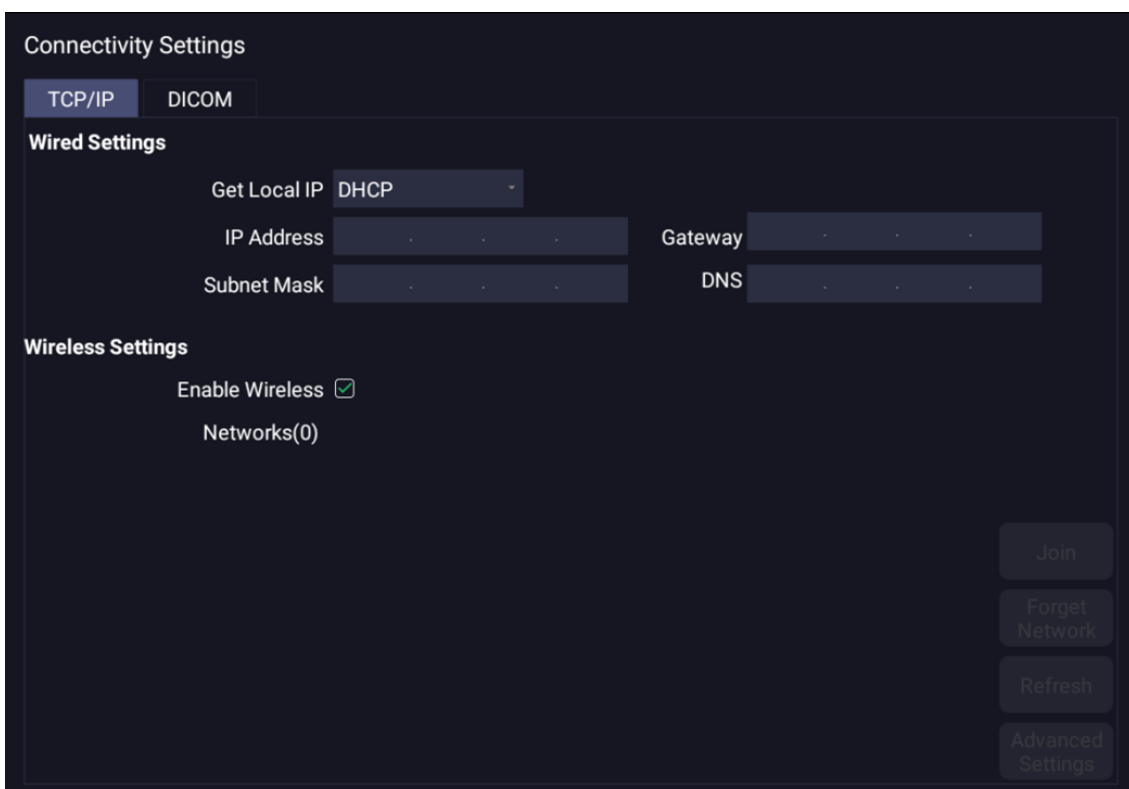 Connectivity Settings
TCP/IP DICOM
Wired Settings
Get Local IP DHCP
IP Address . . . Gateway . . .
Subnet Mask . . . DNS . . .
Wireless Settings
Enable Wireless
Networks(0)
Join
Forget
Network
Refresh
Advanced
Settings